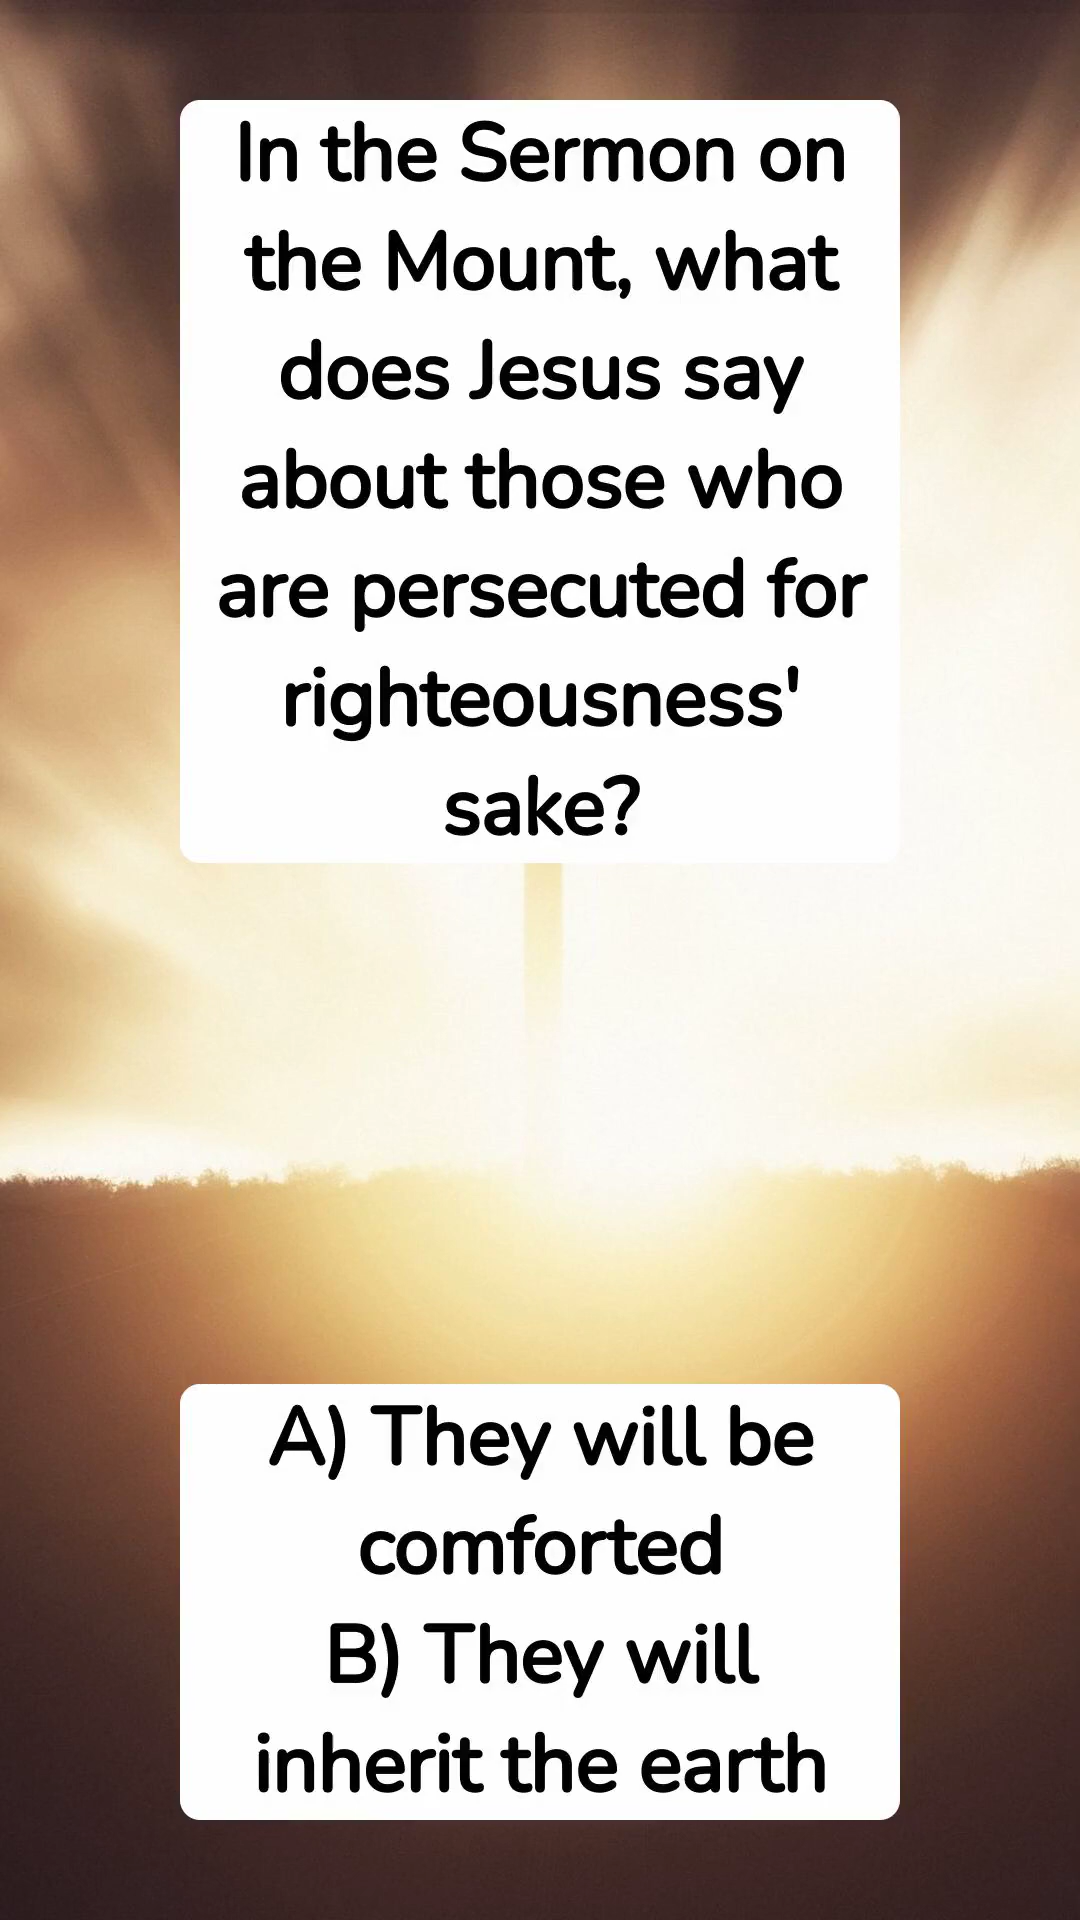 In the Sermon on
the Mount, what
does Jesus say
about those who
are persecuted for
righteousness'
sake?
A) They will be
comforted
B) They will
inherit the earth